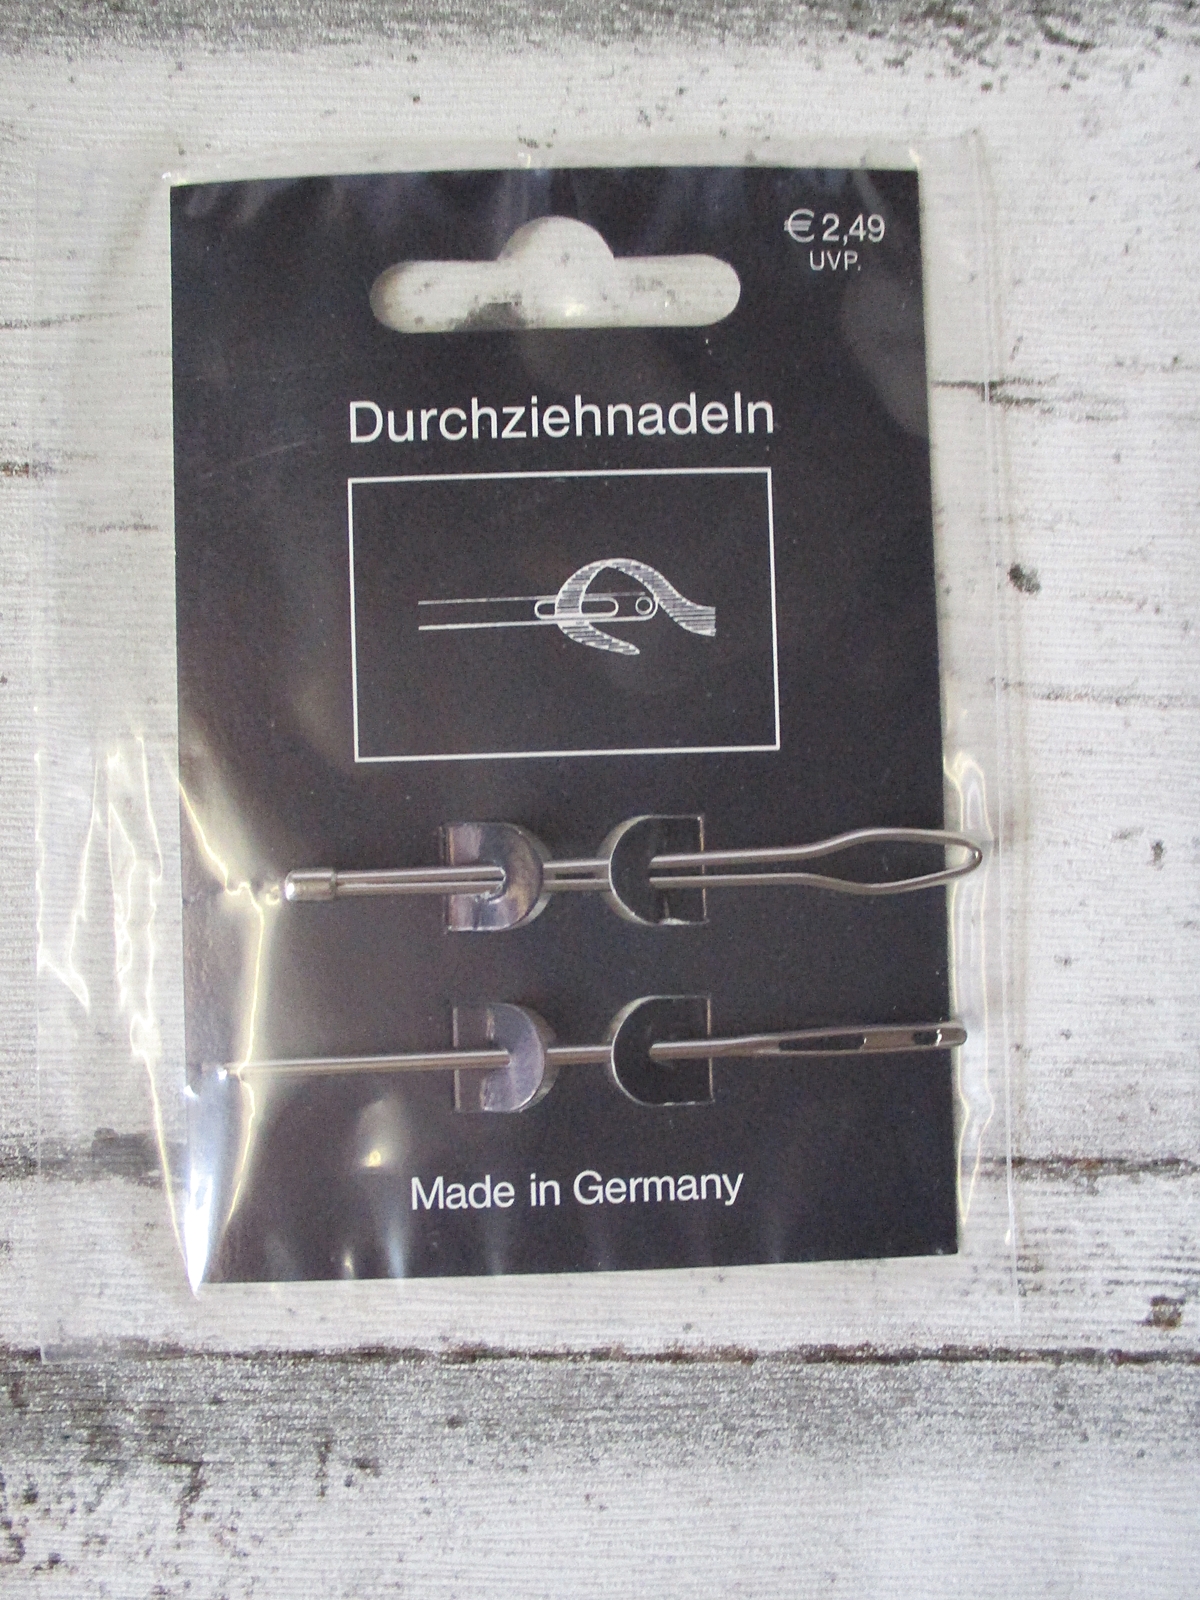 € 2,49
UVP.
Durchziehnadeln
Made in Germany